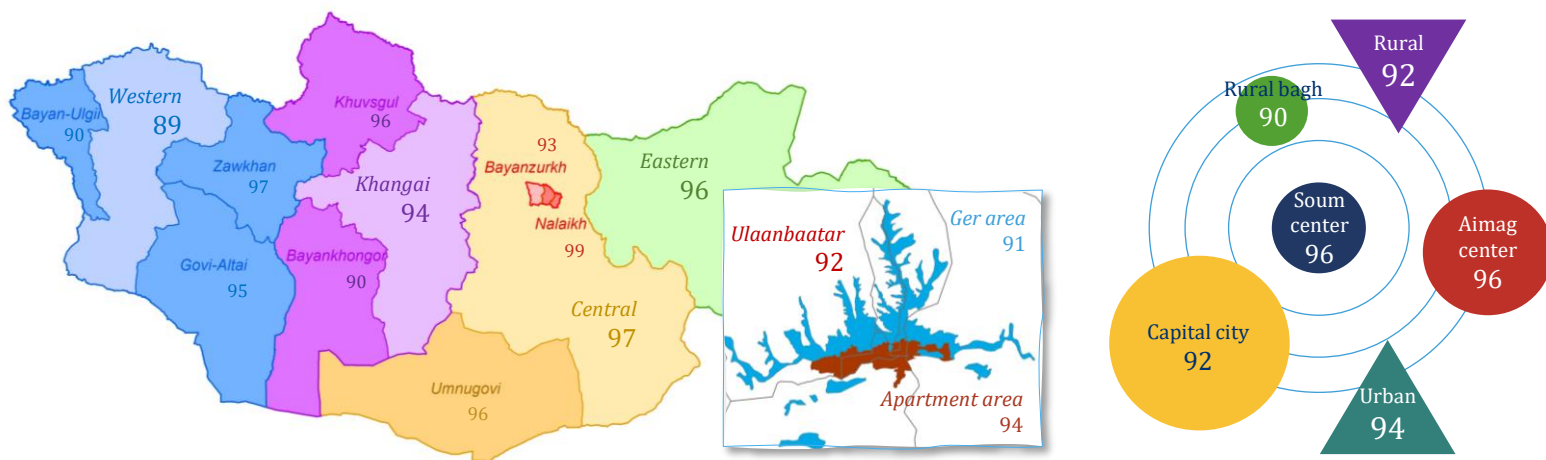 Bayan-Ulgii
90
Western
89
Khuvsgul
96
Zawkhan
97
Khangai
94
Govi-Altai
95
Bayankhongor
90
93
Bayanzurkh
Nalaikh
99
Central
97
Umnugovi
96
Eastern
96
Ulaanbaatar
92
Ger area
91
Apartment area
94
Rural
92
Rural bagh
90
Soum
center
96
Aimag
center
96
Capital city
92
Urban
94